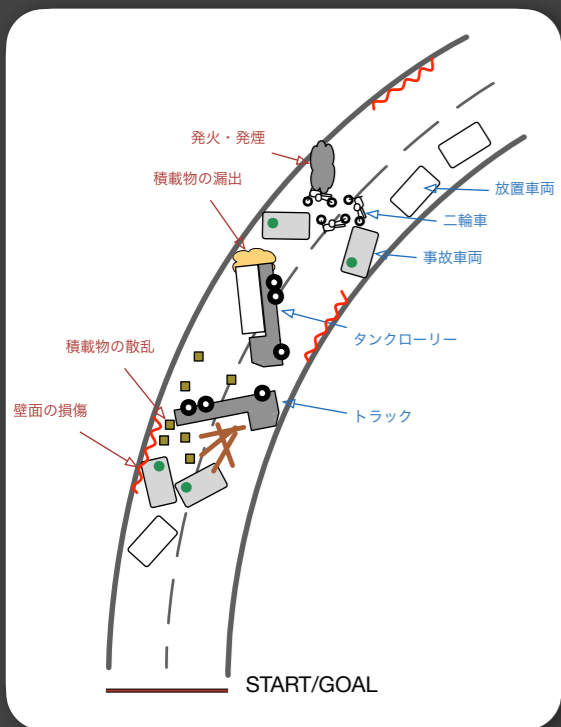 発火・発煙
積載物の漏出
放置車両
二輪車
事故車両
タンクローリー
積載物の散乱
壁面の損傷
トラック
START/GOAL